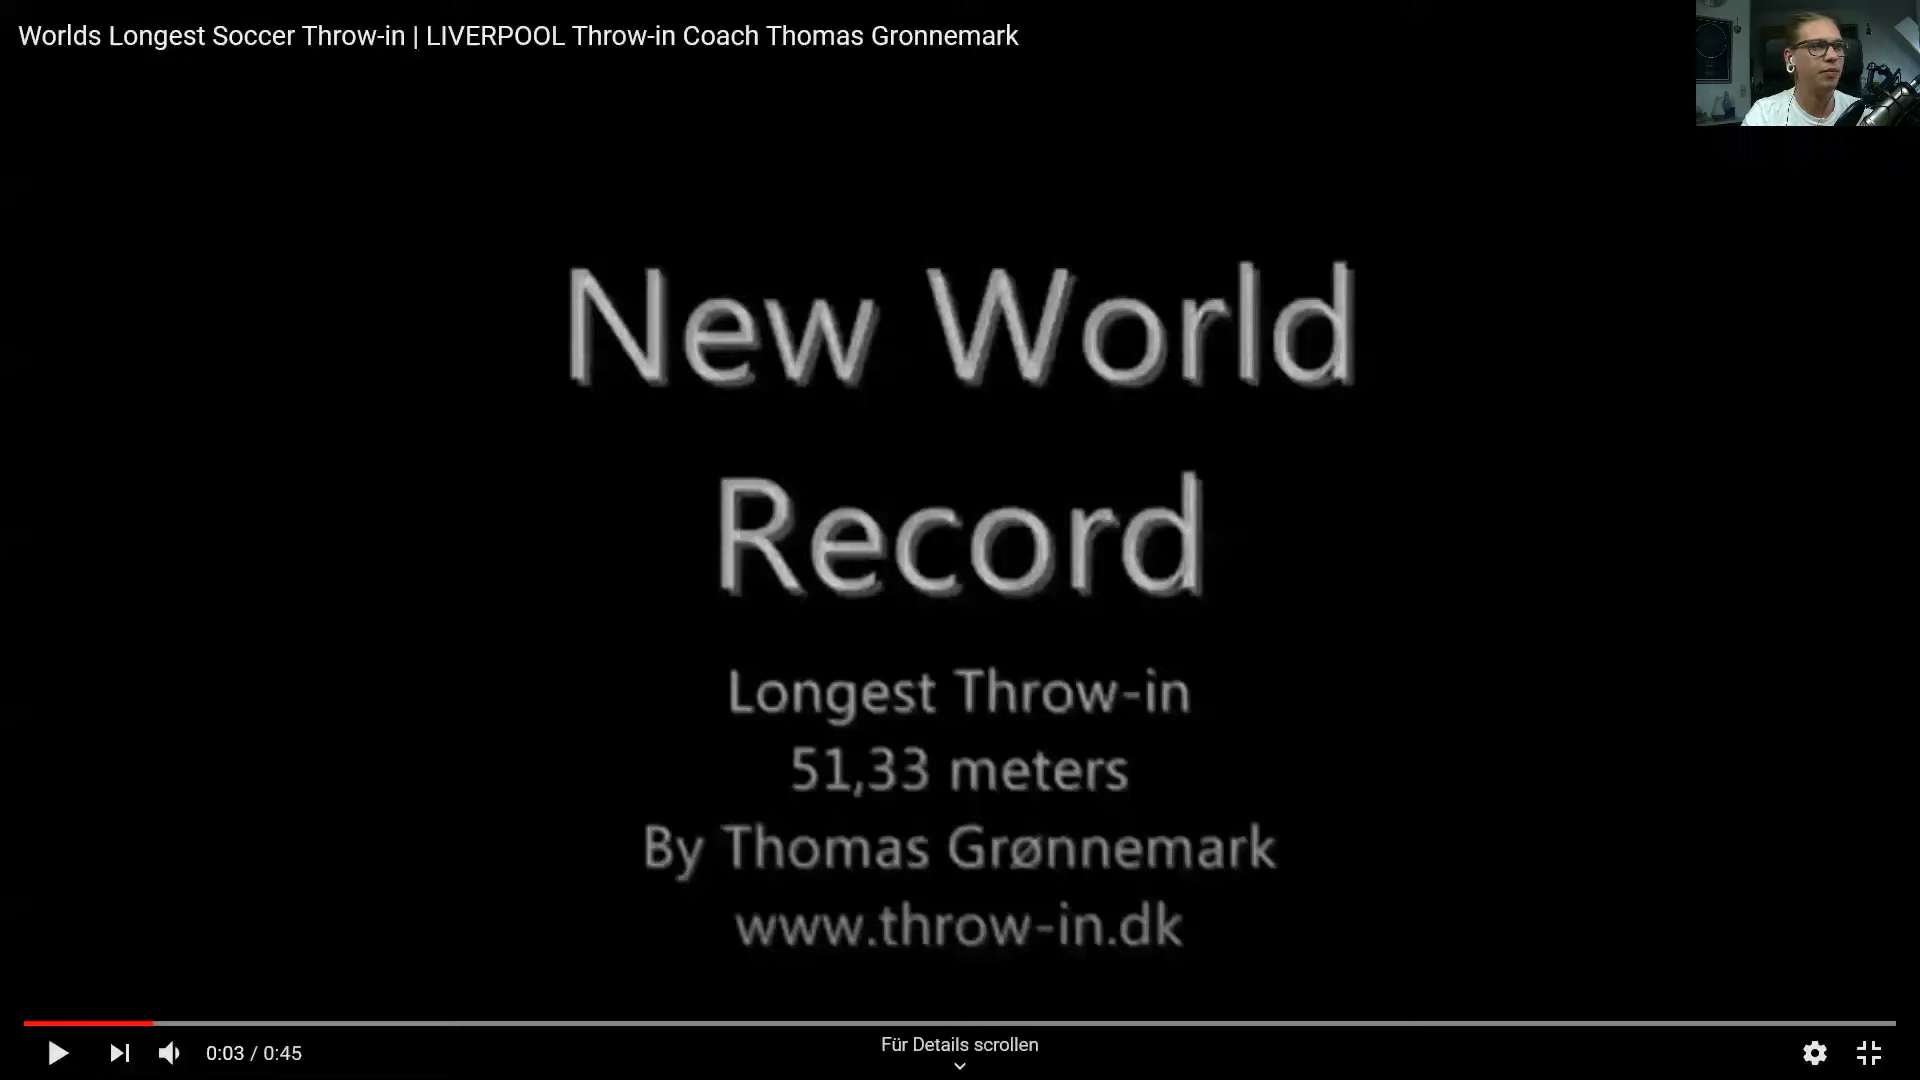 Worlds Longest Soccer Throw-in | LIVERPOOL Throw-in Coach Thomas Gronnemark
New World
Record
Longest Throw-in
51,33 meters
By Thomas Grønnemark
www.throw-in.dk
0:03 / 0:45
Für Details scrollen